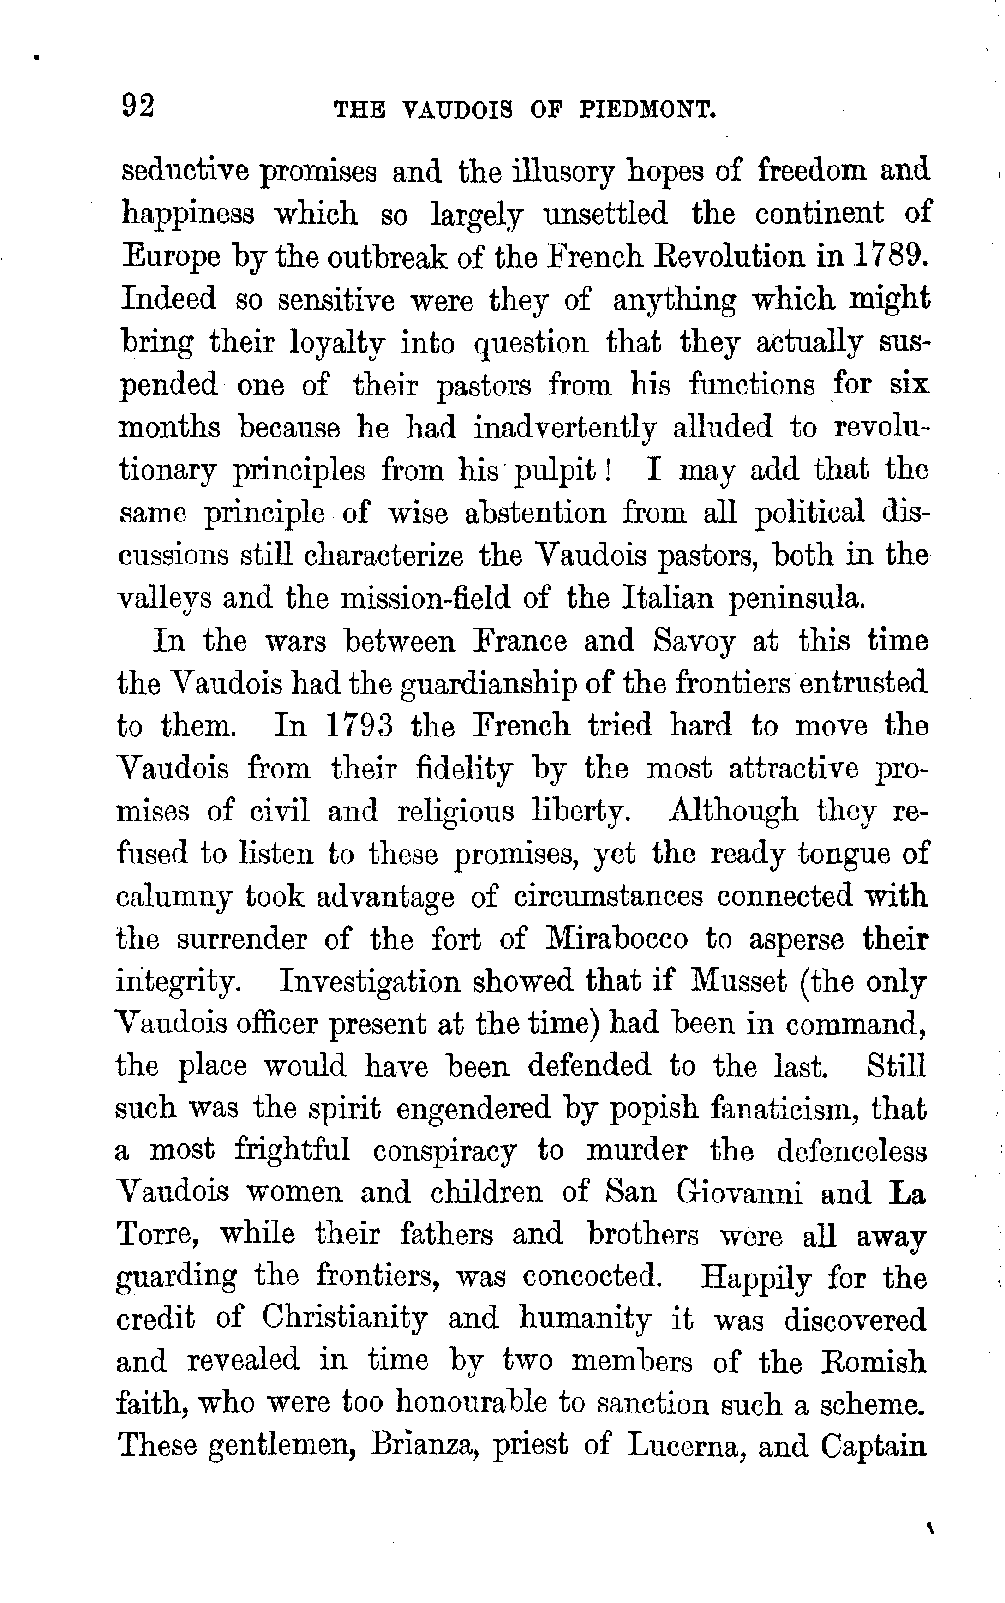 92 THE VAUDOIS OF PIEDMONT.
seductive promises and the illusory hopes of freedom and
happiness which so largely unsettled the continent of
Europe by the outbreak of the French Revolution in 1789.
Indeed so sensitive were they of anything which might
bring their loyalty into question that they actually sus-
pended one of their pastors from his functions for six
months because he had inadvertently alluded to revolu-
tionary principles from his pulpit! I may add that the
same principle of wise abstention from all political dis-
cussions still characterize the Vaudois pastors, both in the
valleys and the mission-field of the Italian peninsula.
In the wars between France and Savoy at this time
the Vaudois had the guardianship of the frontiers entrusted
to them. In 1793 the French tried hard to move the
Vaudois from their fidelity by the most attractive pro-
mises of civil and religious liberty. Although they re-
fused to listen to these promises, yet the ready tongue of
calumny took advantage of circumstances connected with
the surrender of the fort of Mirabocco to asperse their
integrity. Investigation showed that if Musset (the only
Vaudois officer present at the time) had been in command,
the place would have been defended to the last. Still
such was the spirit engendered by popish fanaticism, that
a most frightful conspiracy to murder the defenceless
Vaudois women and children of San Giovanni and La
Torre, while their fathers and brothers were all away
guarding the frontiers, was concocted. Happily for the
credit of Christianity and humanity it was discovered
and revealed in time by two members of the Romish
faith, who were too honourable to sanction such a scheme.
These gentlemen, Brianza, priest of Lucerna, and Captain